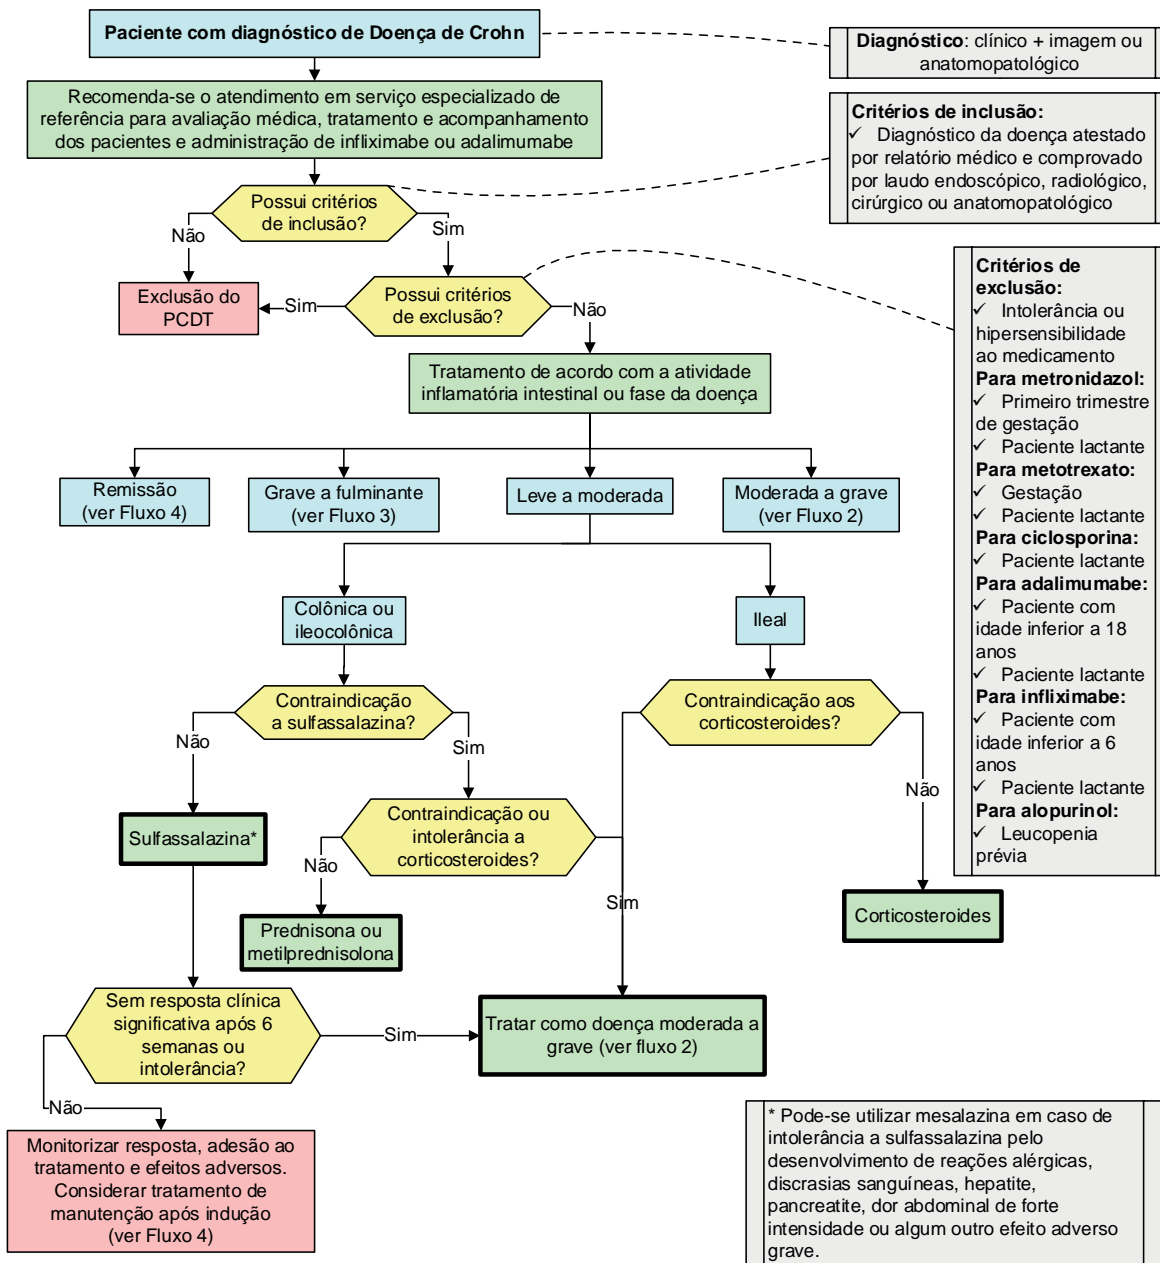 Paciente com diagnóstico de Doença de Crohn
Diagnóstico: clínico + imagem ou
anatomopatológico
Recomenda-se o atendimento em serviço especializado de
referência para avaliação médica, tratamento e acompanhamento
dos pacientes e administração de infliximabe ou adalimumabe
Critérios de inclusão:
✓ Diagnóstico da doença atestado
por relatório médico e comprovado
por laudo endoscópico, radiológico,
cirúrgico ou anatomopatológico
Possui critérios
de inclusão?
Não
Sim
Exclusão do
PCDT
Sim
Possui critérios
de exclusão?
Não
Critérios de
exclusão:
✓ Intolerância ou
hipersensibilidade
ao medicamento
Para metronidazol:
✓ Primeiro trimestre
de gestação
✓ Paciente lactante
Para metotrexato:
✓ Gestação
✓ Paciente lactante
Para ciclosporina:
✓ Paciente lactante
Para adalimumabe:
✓ Paciente com
idade inferior a 18
anos
✓ Paciente lactante
Para infliximabe:
✓ Paciente com
idade inferior a 6
anos
✓ Paciente lactante
Para alopurinol:
✓ Leucopenia
prévia
Tratamento de acordo com a atividade
inflamatória intestinal ou fase da doença
Remissão
(ver Fluxo 4)
Grave a fulminante
(ver Fluxo 3)
Leve a moderada
Moderada a grave
(ver Fluxo 2)
Colônica ou
ileocolônica
Ileal
Contraindicação
a sulfassalazina?
Contraindicação aos
corticosteroides?
Não
Sim
Não
Sulfassalazina*
Contraindicação ou
intolerância a
corticosteroides?
Não
Sim
Prednisona ou
metilprednisolona
Corticosteroides
Sem resposta clínica
significativa após 6
semanas ou
intolerância?
Sim
Tratar como doença moderada a
grave (ver fluxo 2)
Não
Monitorizar resposta, adesão ao
tratamento e efeitos adversos.
Considerar tratamento de
manutenção após indução
(ver Fluxo 4)
* Pode-se utilizar mesalazina em caso de
intolerância a sulfassalazina pelo
desenvolvimento de reações alérgicas,
discrasias sanguíneas, hepatite,
pancreatite, dor abdominal de forte
intensidade ou algum outro efeito adverso
grave.